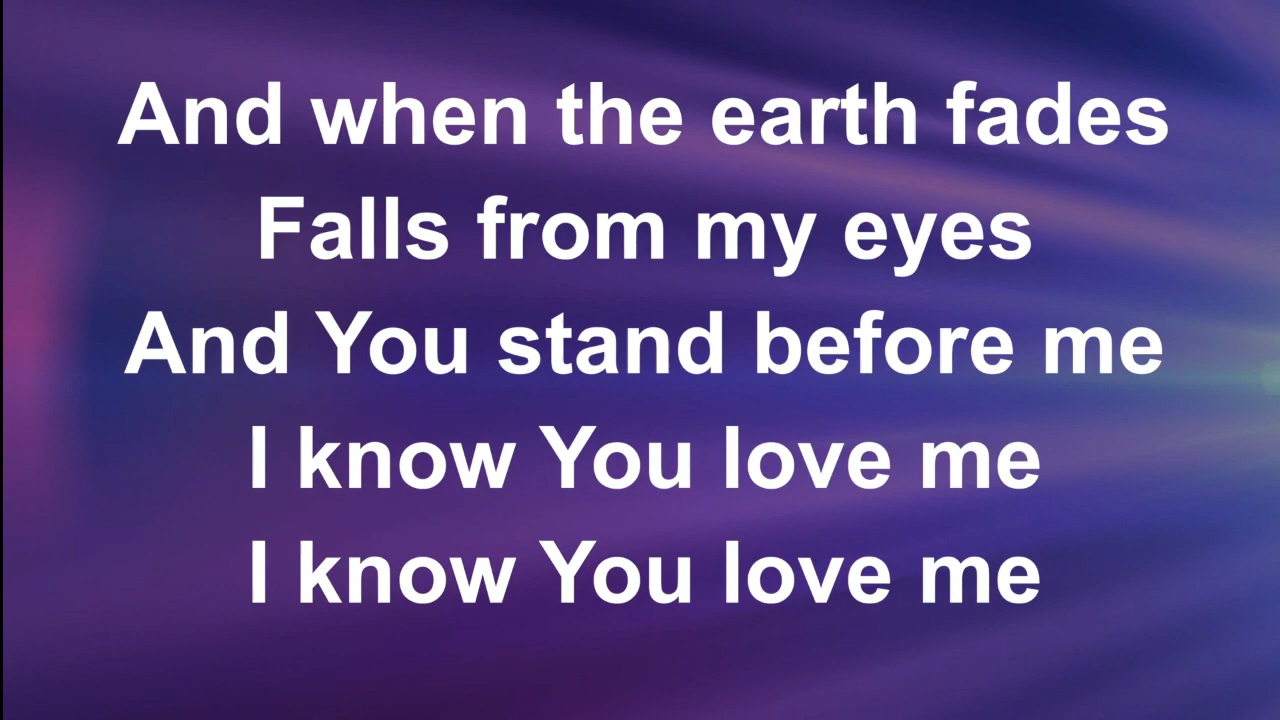 And when the earth fades
Falls from my eyes
And You stand before me
I know You love me
I know You love me